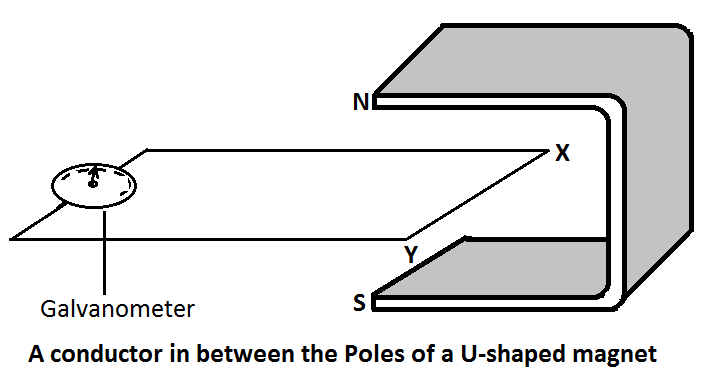 N
X
Y
S
Galvanometer
A conductor in between the Poles of a U-shaped magnet